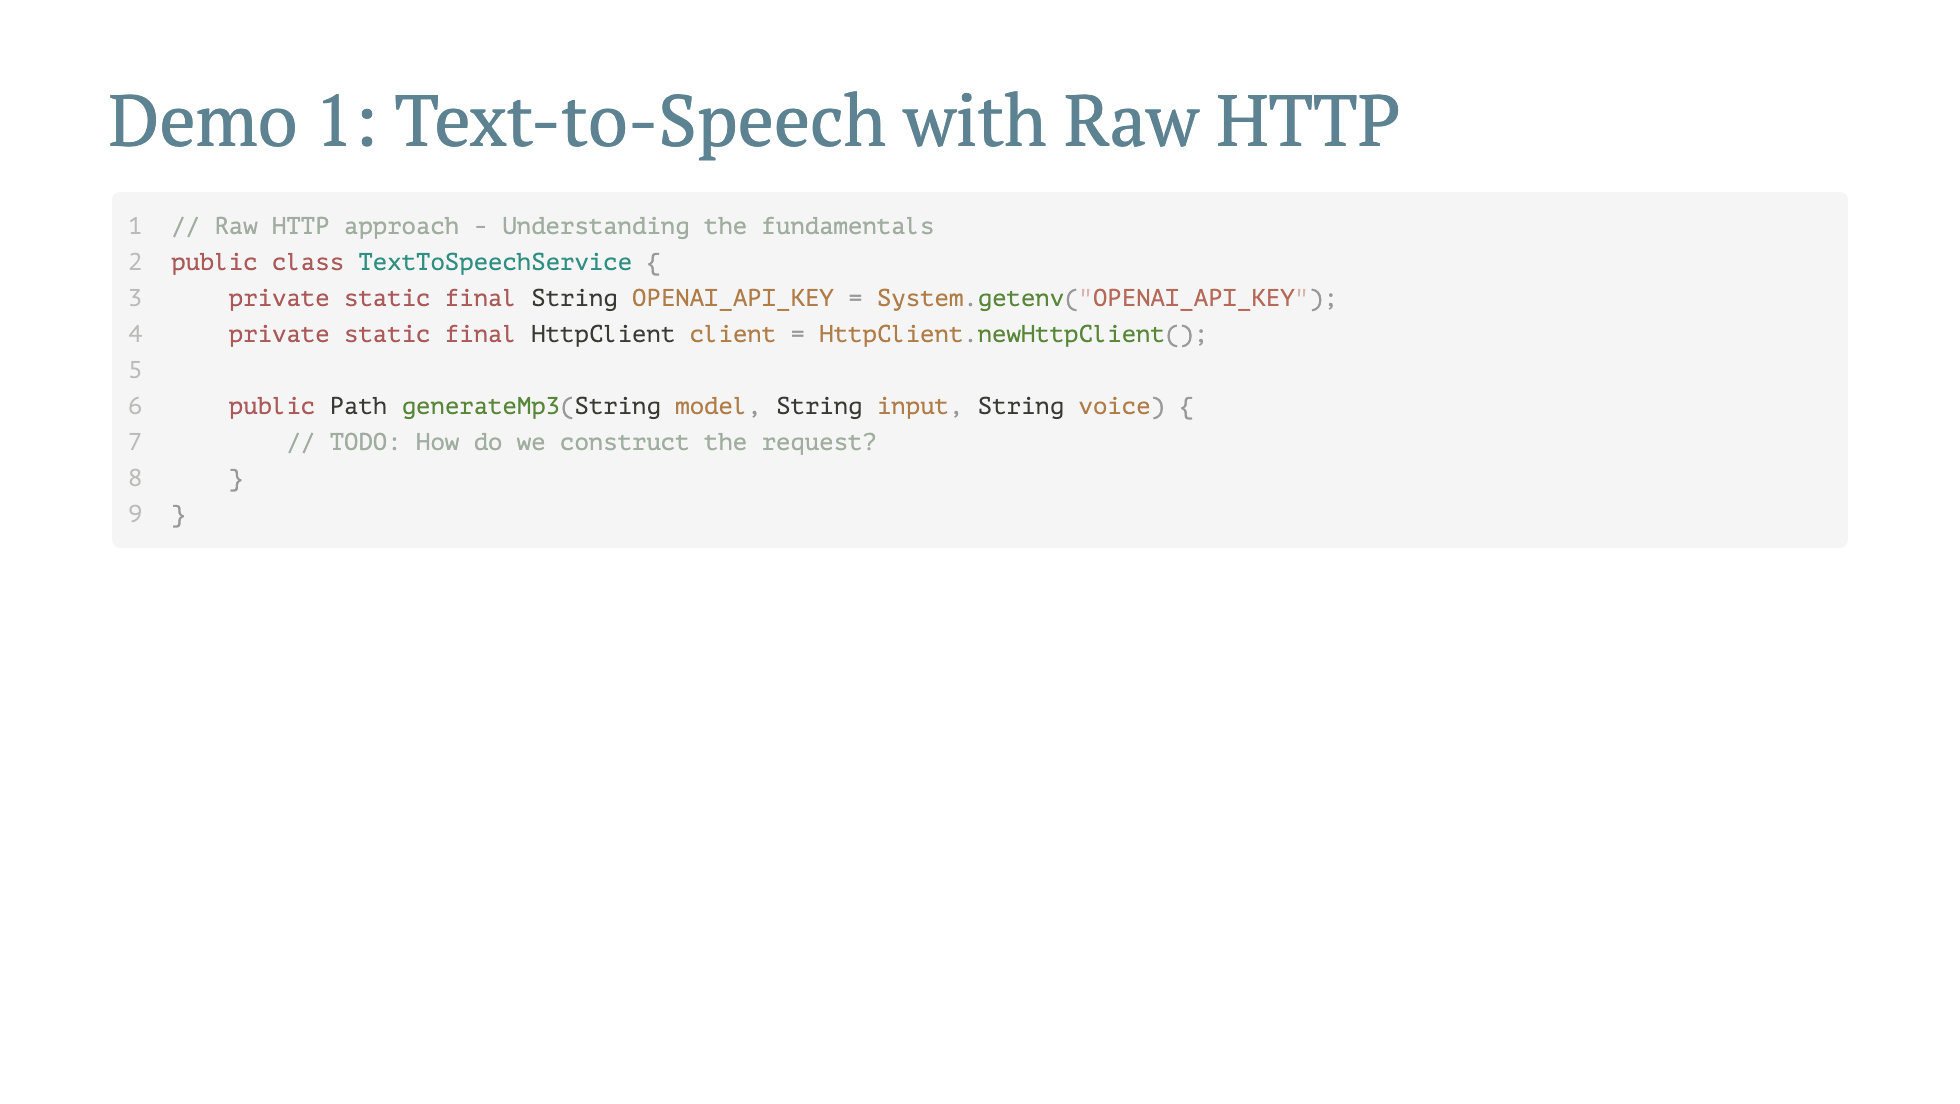 Demo 1: Text-to-Speech with Raw HTTP
1 // Raw HTTP approach - Understanding the fundamentals
2 public class TextToSpeechService {
3     private static final String OPENAI_API_KEY = System.getenv("OPENAI_API_KEY");
4     private static final HttpClient client = HttpClient.newHttpClient();
5
6     public Path generateMp3(String model, String input, String voice) {
7         // TODO: How do we construct the request?
8     }
9 }